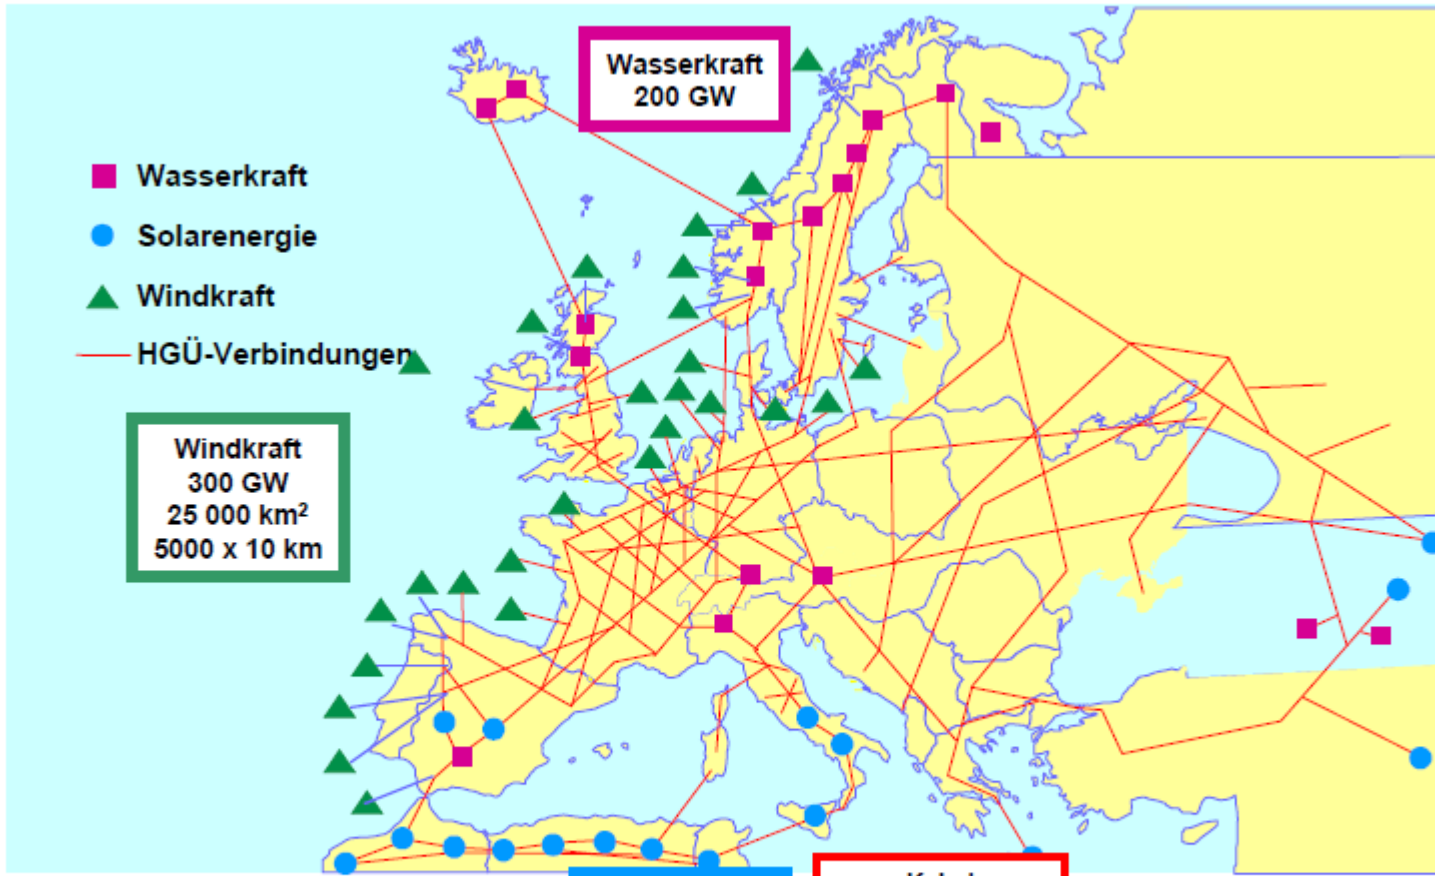 Wasserkraft
200 GW
Wasserkraft
Solarenergie
Windkraft
HGÜ-Verbindungen
Windkraft
300 GW
25 000 km²
5000 x 10 km